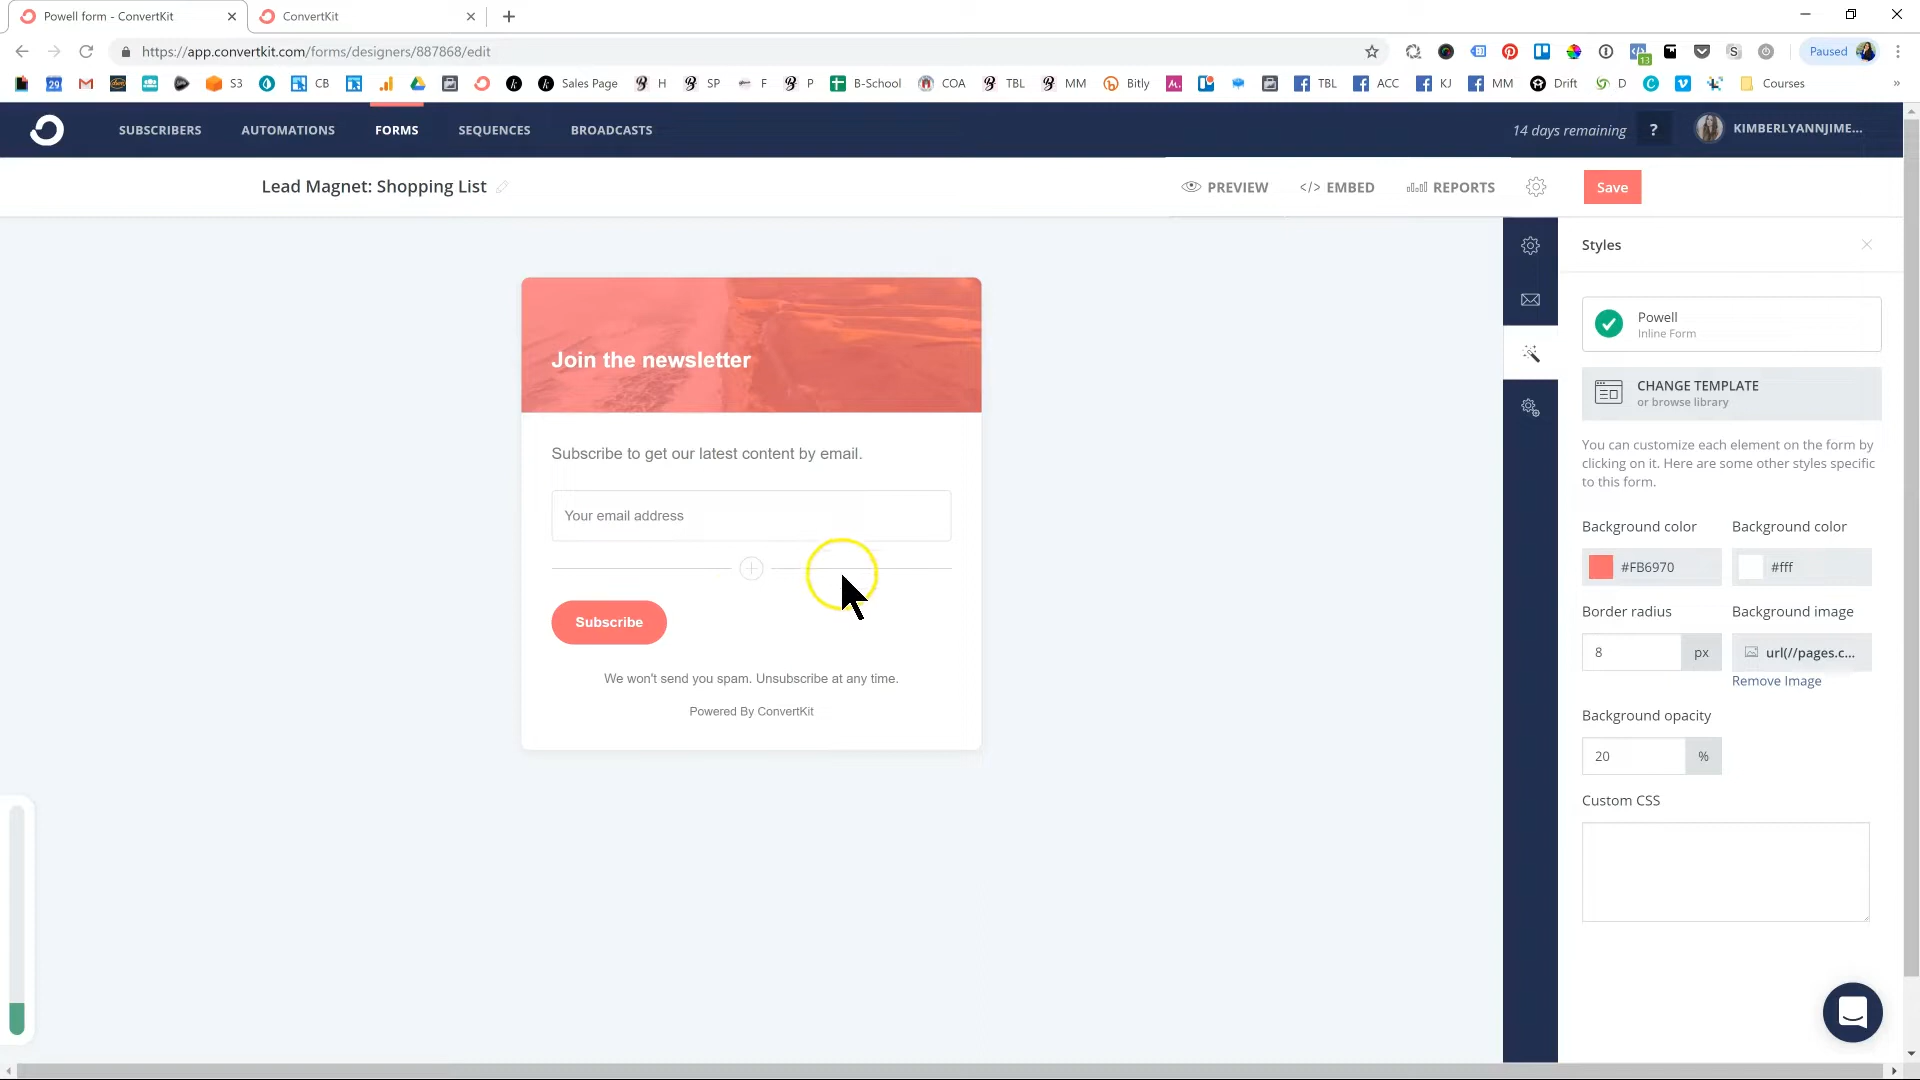 Powell form - ConvertKit
ConvertKit
https://app.convertkit.com/forms/designers/887868/edit
13
S
Paused
29
S3
CB
Sales Page
H
SP
F
P
B-School
COA
TBL
MM
Bitly
TBL
ACC
KJ
MM
Drift
D
Courses
»
SUBSCRIBERS
AUTOMATIONS
FORMS
SEQUENCES
BROADCASTS
14 days remaining
?
KIMBERLYANNJIME...
Lead Magnet: Shopping List
PREVIEW
</> EMBED
REPORTS
Save
Styles
Join the newsletter
Subscribe to get our latest content by email.
Your email address
Subscribe
We won't send you spam. Unsubscribe at any time.
Powered By ConvertKit
Powell
Inline Form
CHANGE TEMPLATE
or browse library
You can customize each element on the form by
clicking on it. Here are some other styles specific
to this form.
Background color
Background color
#FB6970
#fff
Border radius
Background image
8
px
url(//pages.c...
Remove Image
Background opacity
20
%
Custom CSS